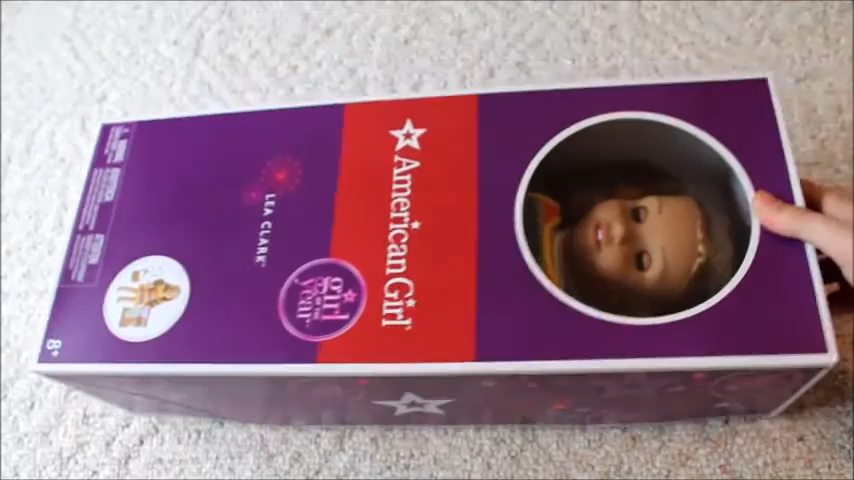 American Girl
girl
OF THE
year
LEA CLARK
8+